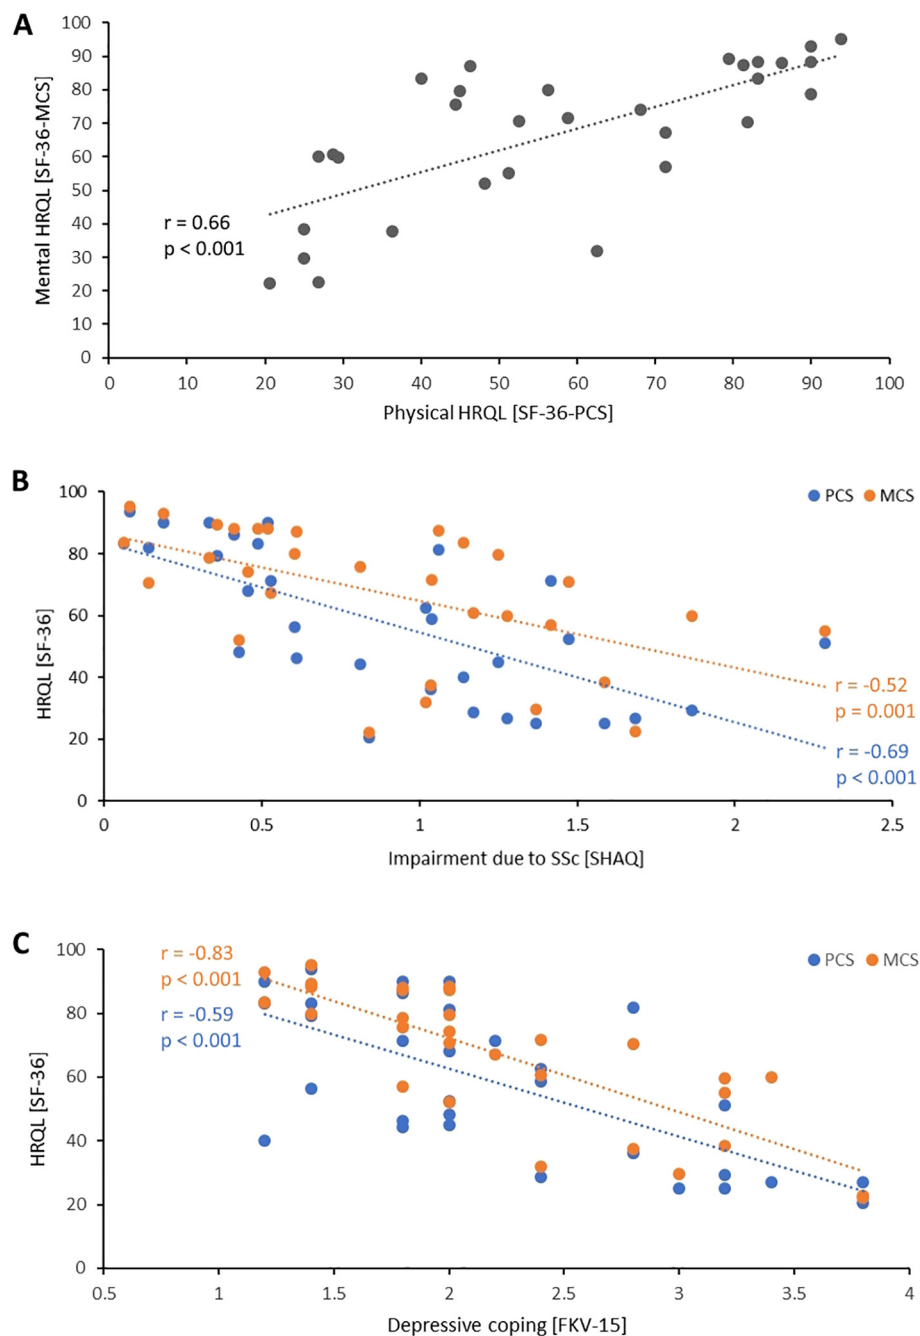 A
100
90
80
70
60
50
40
30
20
10
0
Mental HRQL [SF-36-MCS]
r = 0.66
p < 0.001
0 20 30 40 50 60 70 80 90 100
Physical HRQL [SF-36-PCS]
B
PCS MCS
100
80
60
40
20
0
HRQL [SF-36]
r = -0.52
p = 0.001
r = -0.69
p < 0.001
0 0.5 1 1.5 2 2.5
Impairment due to SSc [SHAQ]
C
PCS MCS
r = -0.83
p < 0.001
r = -0.59
p < 0.001
100
80
60
40
20
0
HRQL [SF-36]
0.5 1 1.5 2 2.5 3 3.5 4
Depressive coping [FKV-15]